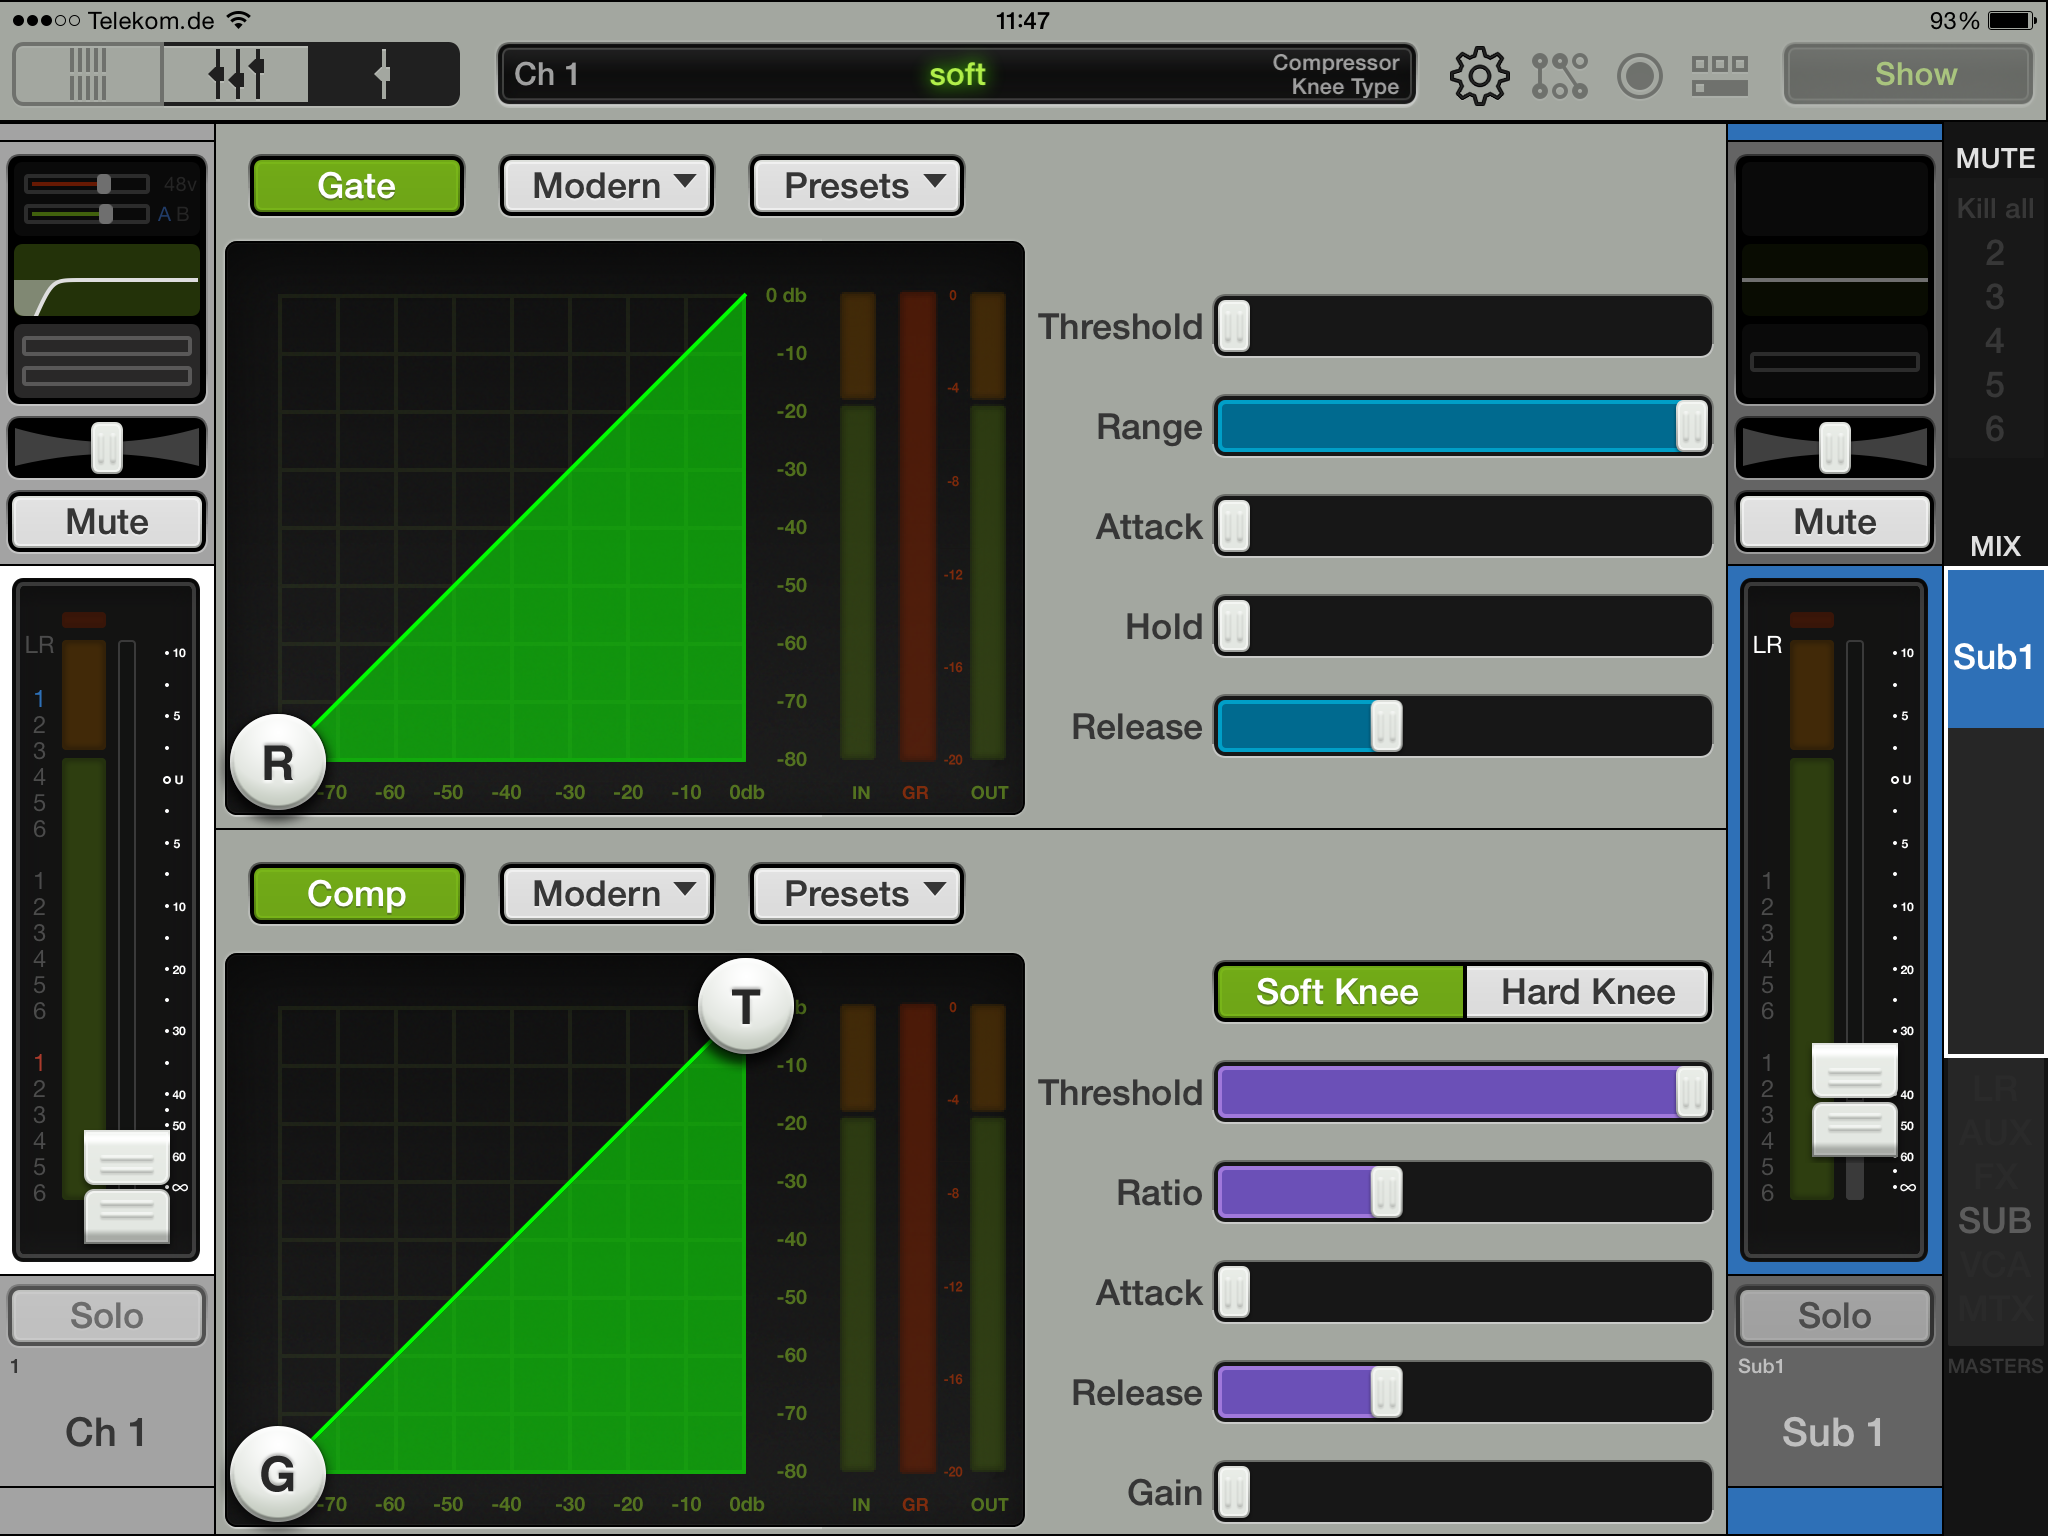 Telekom.de
11:47
93%
Ch 1
soft
Compressor
Knee Type
Show
48v
A B
Mute
LR
1
2
3
4
5
6
1
2
3
4
5
6
1
2
3
4
5
6
10
5
U
5
10
20
30
40
50
60
∞
Solo
1
Ch 1
Gate
Modern
Presets
0 db
-10
-20
-30
-40
-50
-60
-70
-80
-70 -60 -50 -40 -30 -20 -10 0db
0
-4
-8
-12
-16
-20
IN GR OUT
R
Threshold
Range
Attack
Hold
Release
Comp
Modern
Presets
T
b
-10
-20
-30
-40
-50
-60
-70
-80
G
-70 -60 -50 -40 -30 -20 -10 0db
0
-4
-8
-12
-16
-20
IN GR OUT
Soft Knee
Hard Knee
Threshold
Ratio
Attack
Release
Gain
Mute
LR
1
2
3
4
5
6
1
2
3
4
5
6
10
5
U
5
10
20
30
40
50
60
∞
Solo
Sub1
Sub 1
MUTE
Kill all
2
3
4
5
6
MIX
Sub1
LR
AUX
FX
SUB
VCA
MTX
MASTERS